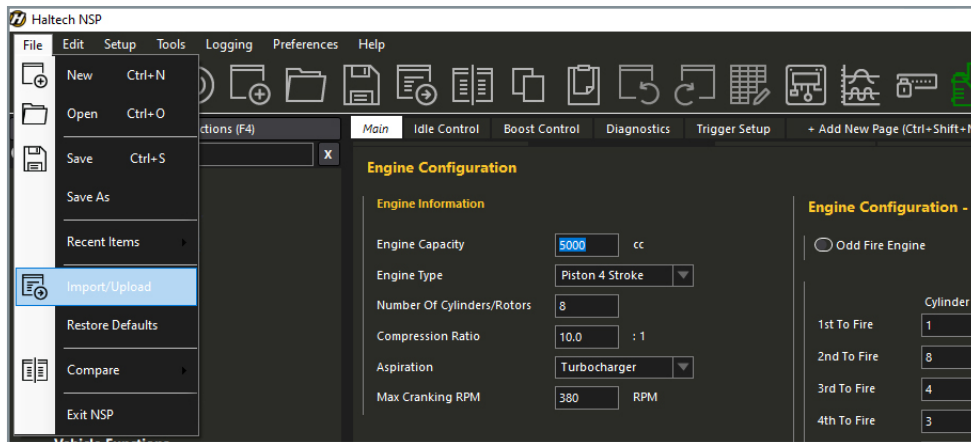 Haltech NSP
File Edit Setup Tools Logging Preferences Help
New Ctrl+N
Open Ctrl+O
Save Ctrl+S
Save As
Recent Items
Import/Upload
Restore Defaults
Compare
Exit NSP
ctions (F4)
X
Main Idle Control Boost Control Diagnostics Trigger Setup + Add New Page (Ctrl+Shift+N
Engine Configuration
Engine Information
Engine Capacity 5000 cc
Engine Type Piston 4 Stroke
Number Of Cylinders/Rotors 8
Compression Ratio 10.0 : 1
Aspiration Turbocharger
Max Cranking RPM 380 RPM
Engine Configuration -
Odd Fire Engine
Cylinder
1st To Fire 1
2nd To Fire 8
3rd To Fire 4
4th To Fire 3
Vehicle Functions